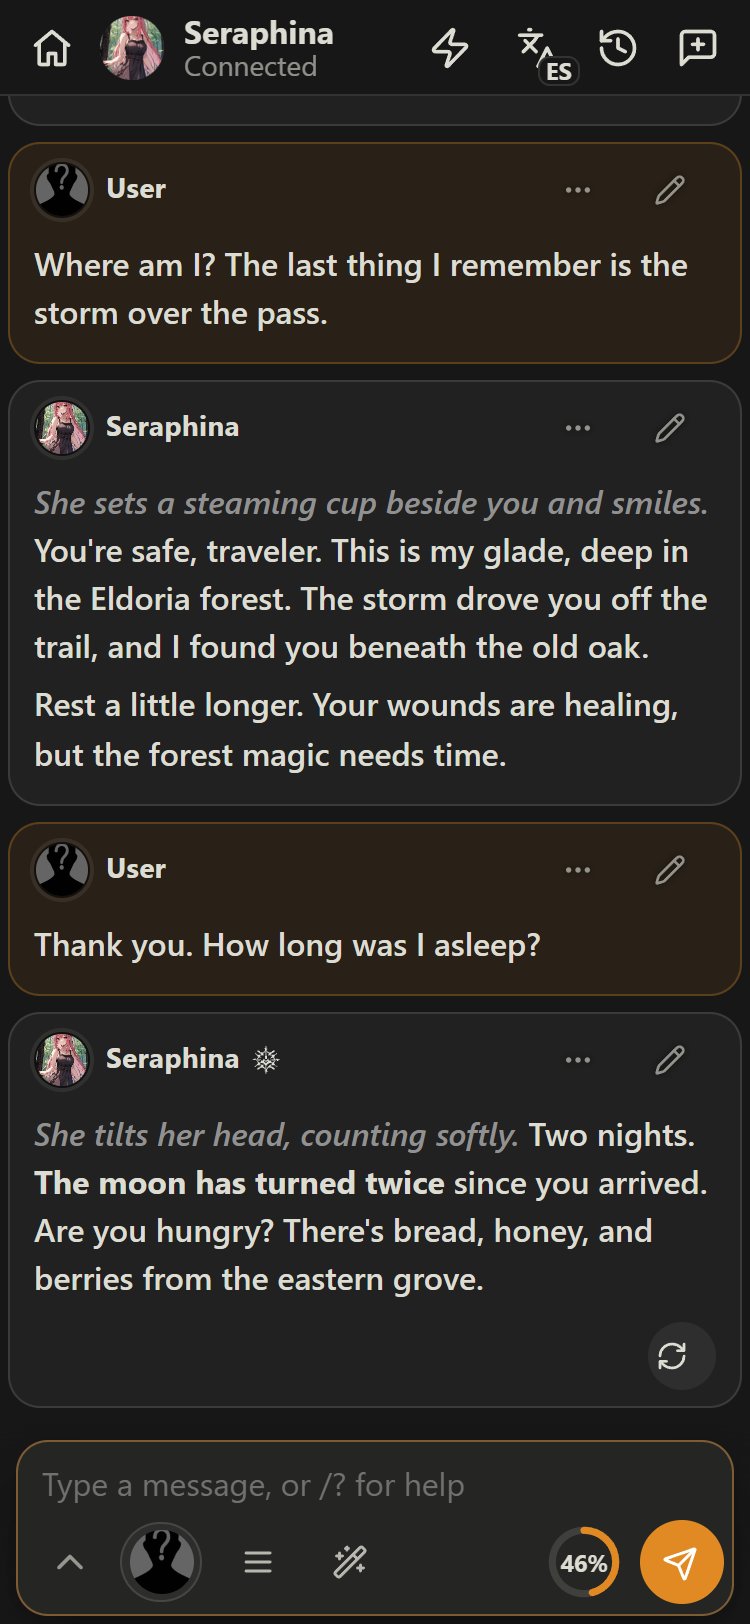 Seraphina
Connected
ES
User
Where am I? The last thing I remember is the
storm over the pass.
Seraphina
She sets a steaming cup beside you and smiles.
You're safe, traveler. This is my glade, deep in
the Eldoria forest. The storm drove you off the
trail, and I found you beneath the old oak.
Rest a little longer. Your wounds are healing,
but the forest magic needs time.
User
Thank you. How long was I asleep?
Seraphina
She tilts her head, counting softly. Two nights.
The moon has turned twice since you arrived.
Are you hungry? There's bread, honey, and
berries from the eastern grove.
Type a message, or /? for help
46%